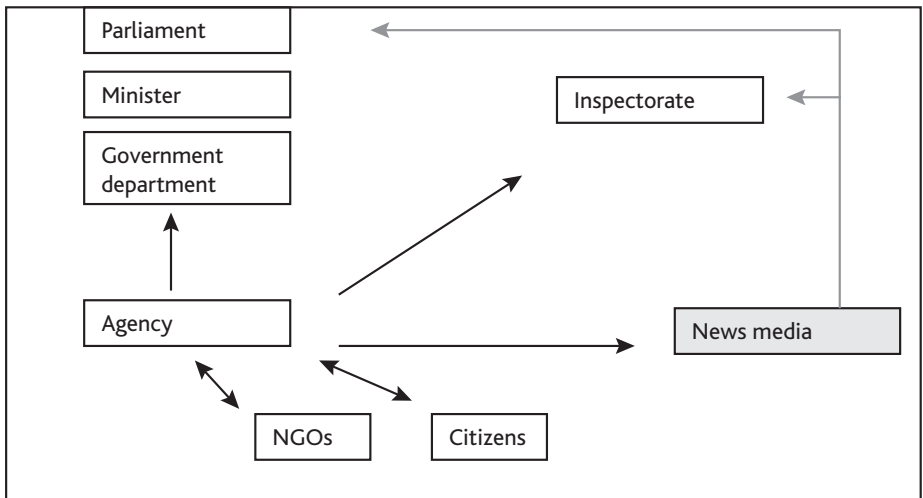 Parliament
Minister
Inspectorate
Government
department
Agency
News media
NGOs
Citizens